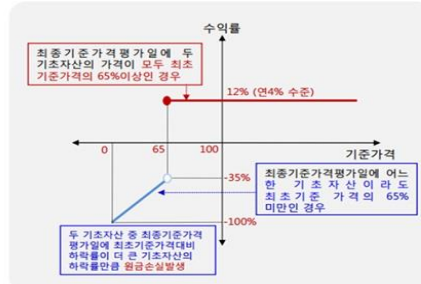 수익률
최종기준가격평가일에 두
기초자산의 가격이 모두 최초
기준가격의 65%이상인 경우
12% (연4% 수준)
0
65
100
기준가격
-35%
최종기준가격평가일에 어느
한 기초자산이라도
최초기준 가격의 65%
미만인 경우
-100%
두 기초자산 중 최종기준가격
평가일에 최초기준가격대비
하락률이 더 큰 기초자산의
하락률만큼 원금손실발생